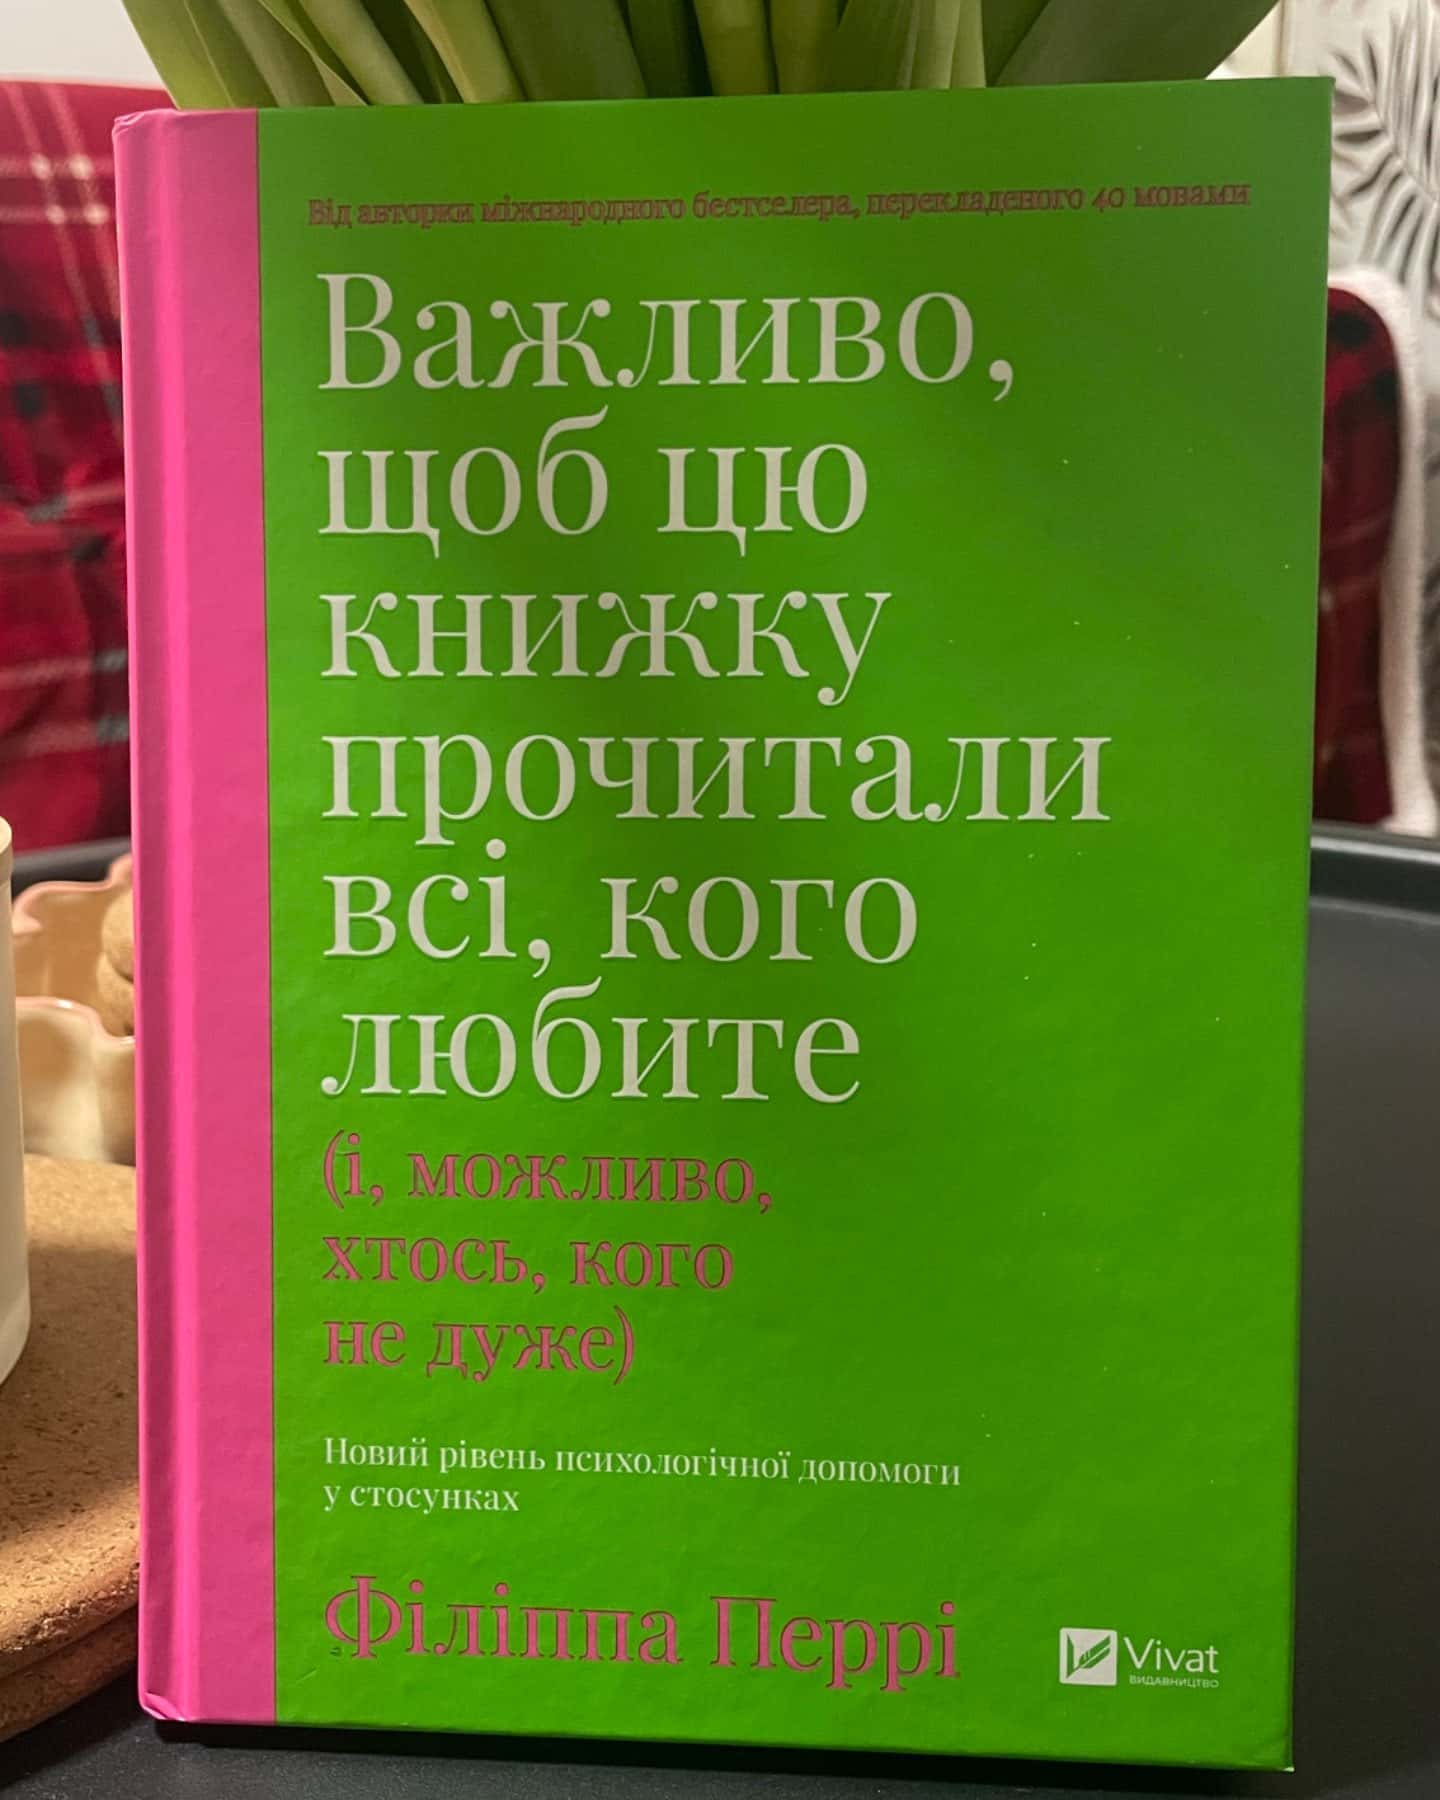 Від авторки міжнародного бестселера, перекладеного 40 мовами
Важливо,
щоб цю
книжку
прочитали
всі, кого
любите
(і, можливо,
хтось, кого
не дуже)
Новий рівень психологічної допомоги
у стосунках
Філіппа Перрі
Vivat
ВИДАВНИЦТВО